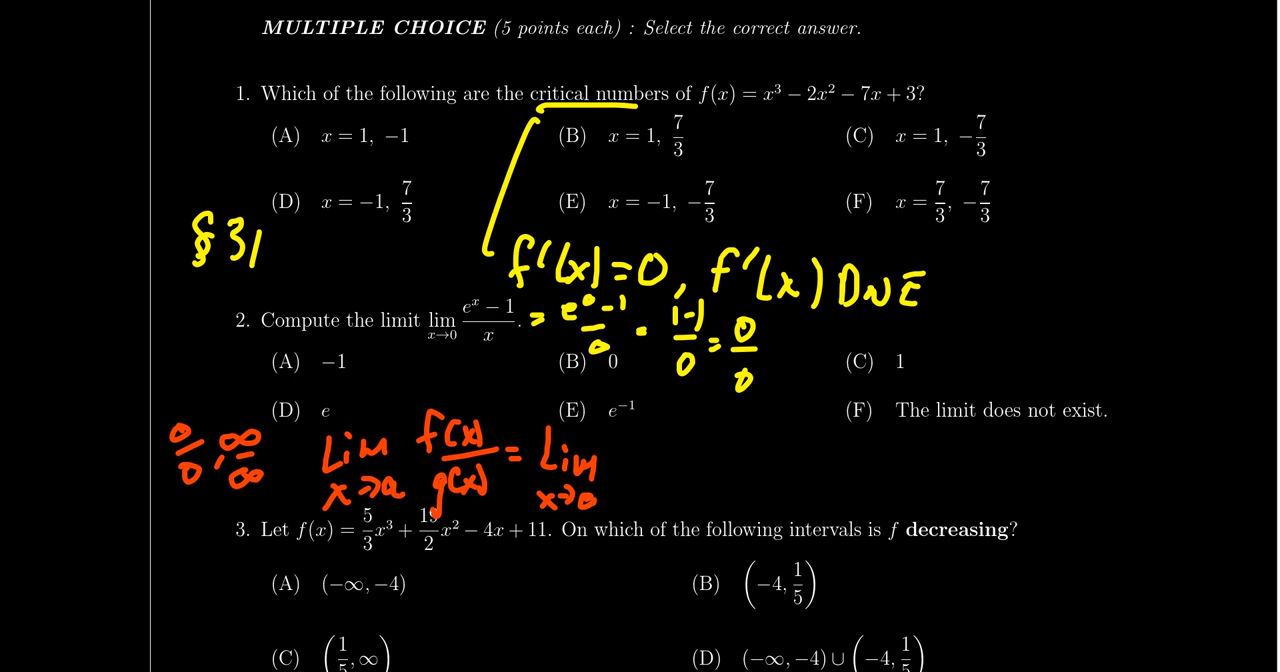 MULTIPLE CHOICE (5 points each) : Select the correct answer.
1. Which of the following are the critical numbers of f(x) = x³ − 2x² − 7x + 3?
(A) x = 1, −1 (B) x = 1, 7/3 (C) x = 1, −7/3
(D) x = −1, 7/3 (E) x = −1, −7/3 (F) x = 7/3, −7/3
§ 31
f'(x) = 0, f'(x) DNE
2. Compute the limit lim x→0 (eˣ − 1)/x. = (e⁰ − 1)/0 = (1 − 1)/0 = 0/0
(A) −1 (B) 0 (C) 1
(D) e (E) e⁻¹ (F) The limit does not exist.
0/0, ∞/∞ Lim x→a f(x)/g(x) = Lim x→a
3. Let f(x) = 5/3 x³ + 19/2 x² − 4x + 11. On which of the following intervals is f decreasing?
(A) (−∞, −4) (B) (−4, 1/5)
(C) (1/5, ∞) (D) (−∞, −4) ∪ (−4, 1/5)